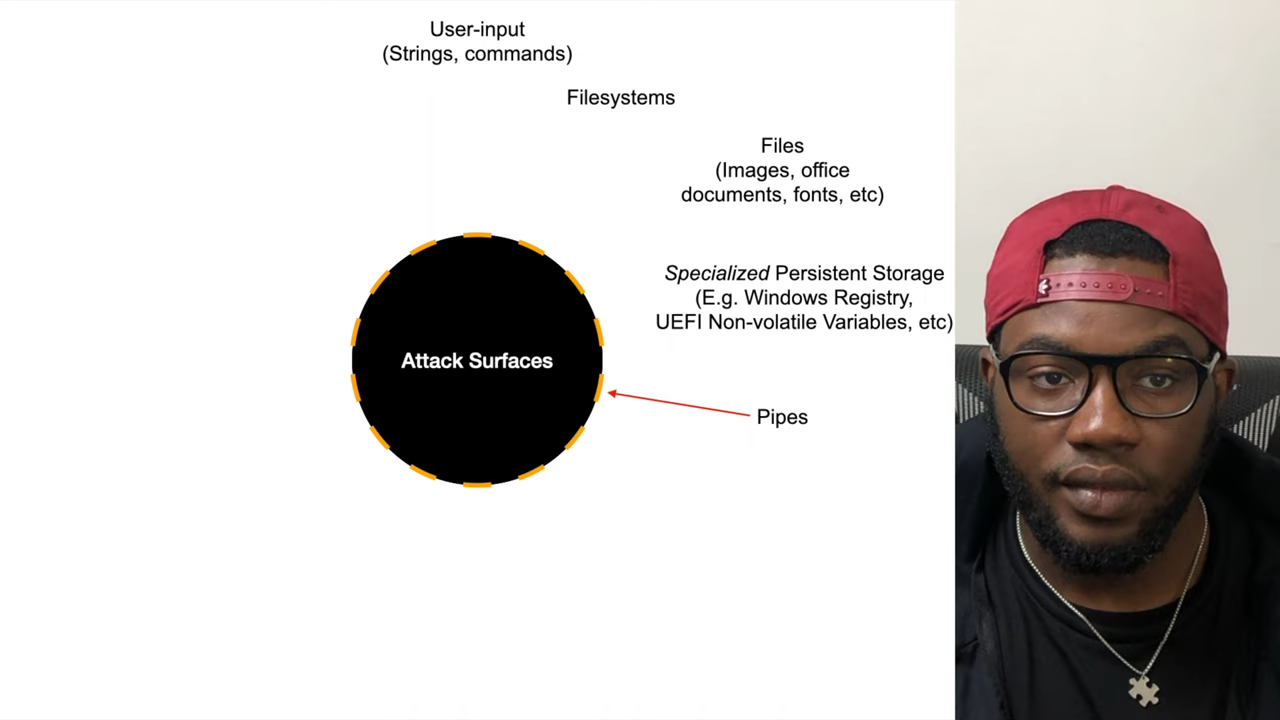 User-input
(Strings, commands)
Filesystems
Files
(Images, office
documents, fonts, etc)
Specialized Persistent Storage
(E.g. Windows Registry,
UEFI Non-volatile Variables, etc)
Attack Surfaces
Pipes